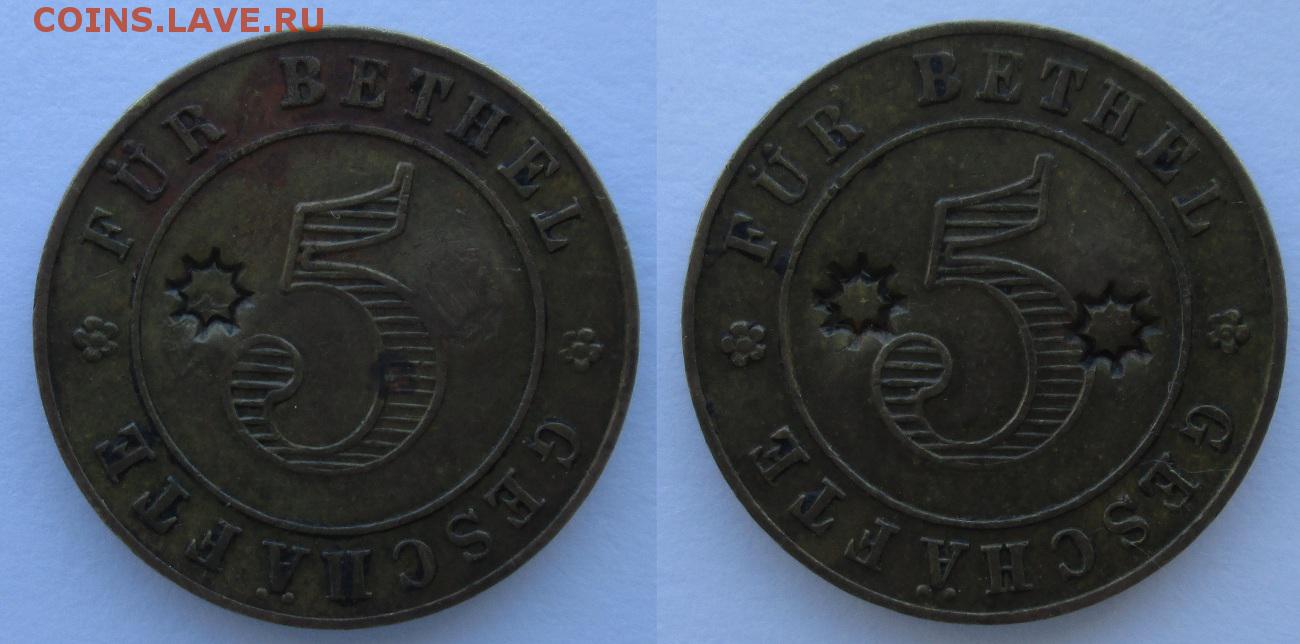 COINS.LAVE.RU
FÜR BETHEL
5
GESCHÄFTE
FÜR BETHEL
5
GESCHÄFTE